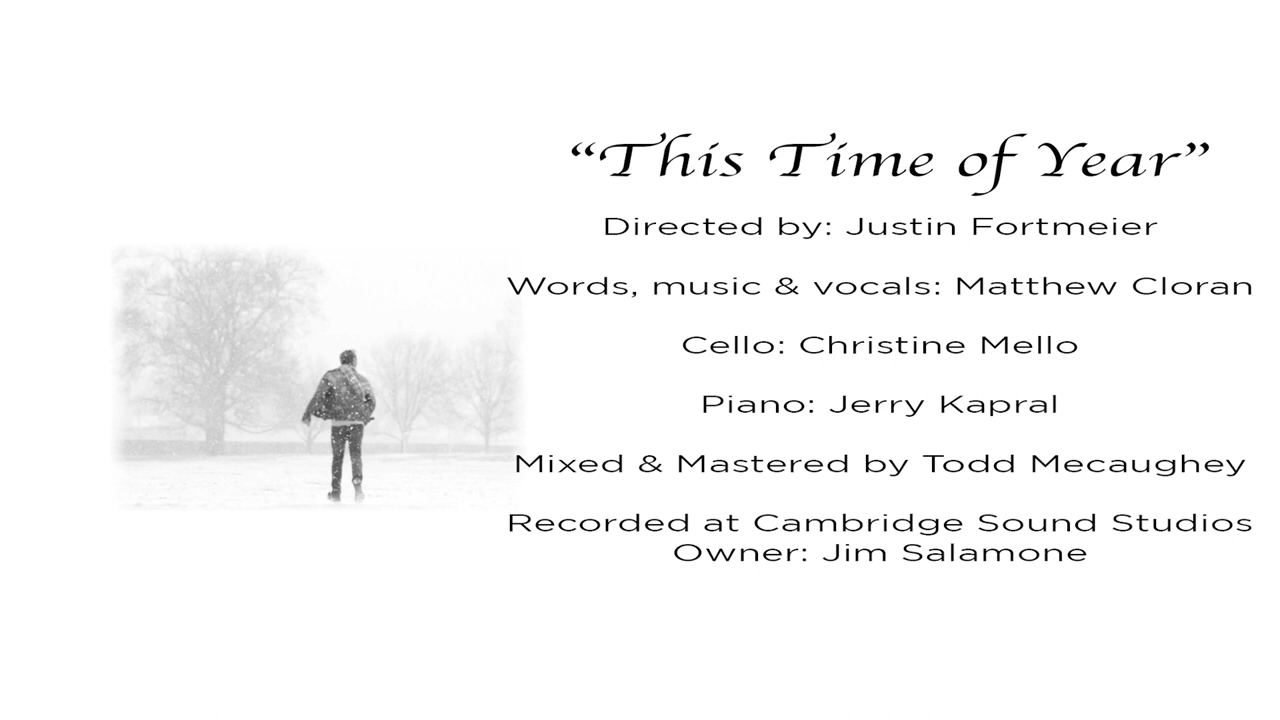 “This Time of Year”
Directed by: Justin Fortmeier
Words, music & vocals: Matthew Cloran
Cello: Christine Mello
Piano: Jerry Kapral
Mixed & Mastered by Todd Mecaughey
Recorded at Cambridge Sound Studios
Owner: Jim Salamone